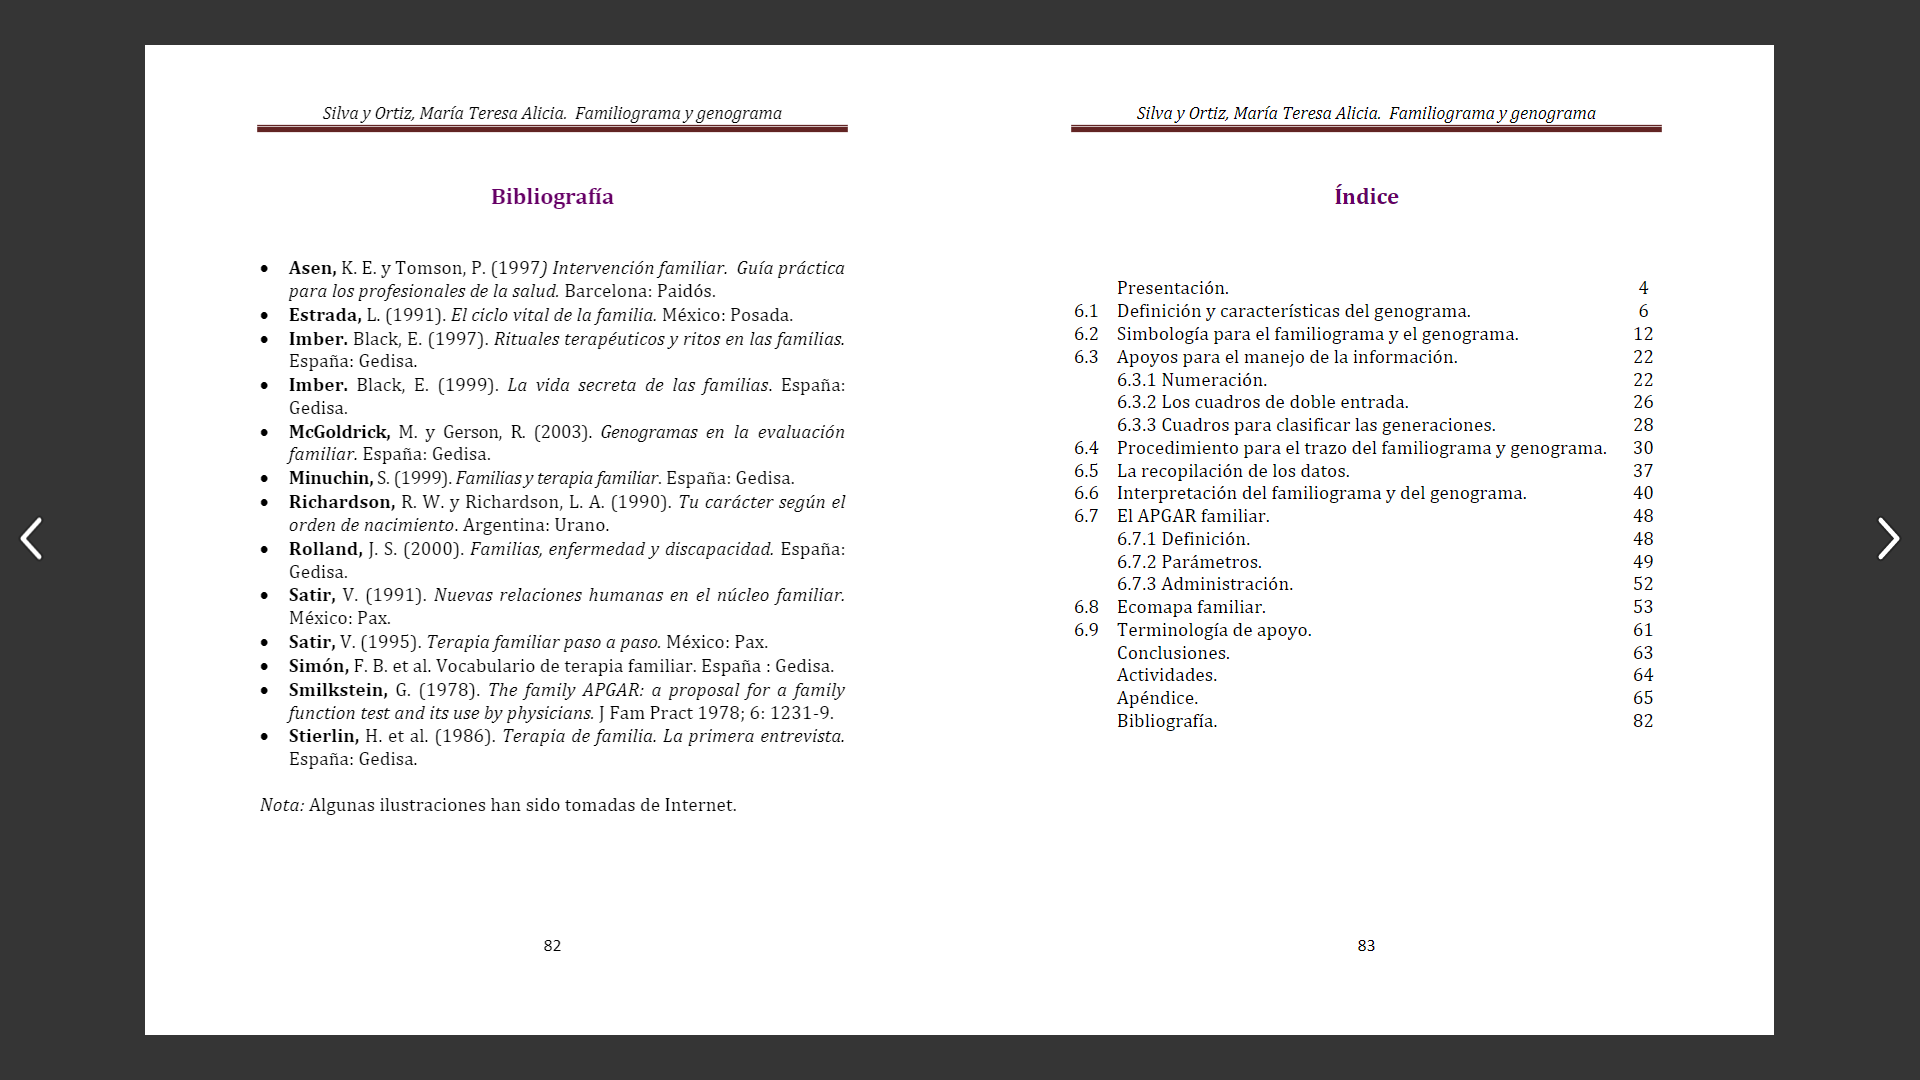 Silva y Ortiz, María Teresa Alicia.  Familiograma y genograma
Bibliografía
• Asen, K. E. y Tomson, P. (1997) Intervención familiar.  Guía práctica
para los profesionales de la salud. Barcelona: Paidós.
• Estrada, L. (1991). El ciclo vital de la familia. México: Posada.
• Imber. Black, E. (1997). Rituales terapéuticos y ritos en las familias.
España: Gedisa.
• Imber. Black, E. (1999). La vida secreta de las familias. España:
Gedisa.
• McGoldrick, M. y Gerson, R. (2003). Genogramas en la evaluación
familiar. España: Gedisa.
• Minuchin, S. (1999). Familias y terapia familiar. España: Gedisa.
• Richardson, R. W. y Richardson, L. A. (1990). Tu carácter según el
orden de nacimiento. Argentina: Urano.
• Rolland, J. S. (2000). Familias, enfermedad y discapacidad. España:
Gedisa.
• Satir, V. (1991). Nuevas relaciones humanas en el núcleo familiar.
México: Pax.
• Satir, V. (1995). Terapia familiar paso a paso. México: Pax.
• Simón, F. B. et al. Vocabulario de terapia familiar. España : Gedisa.
• Smilkstein, G. (1978). The family APGAR: a proposal for a family
function test and its use by physicians. J Fam Pract 1978; 6: 1231-9.
• Stierlin, H. et al. (1986). Terapia de familia. La primera entrevista.
España: Gedisa.
Nota: Algunas ilustraciones han sido tomadas de Internet.
82
Silva y Ortiz, María Teresa Alicia.  Familiograma y genograma
Índice
Presentación. 4
6.1 Definición y características del genograma. 6
6.2 Simbología para el familiograma y el genograma. 12
6.3 Apoyos para el manejo de la información. 22
6.3.1 Numeración. 22
6.3.2 Los cuadros de doble entrada. 26
6.3.3 Cuadros para clasificar las generaciones. 28
6.4 Procedimiento para el trazo del familiograma y genograma. 30
6.5 La recopilación de los datos. 37
6.6 Interpretación del familiograma y del genograma. 40
6.7 El APGAR familiar. 48
6.7.1 Definición. 48
6.7.2 Parámetros. 49
6.7.3 Administración. 52
6.8 Ecomapa familiar. 53
6.9 Terminología de apoyo. 61
Conclusiones. 63
Actividades. 64
Apéndice. 65
Bibliografía. 82
83